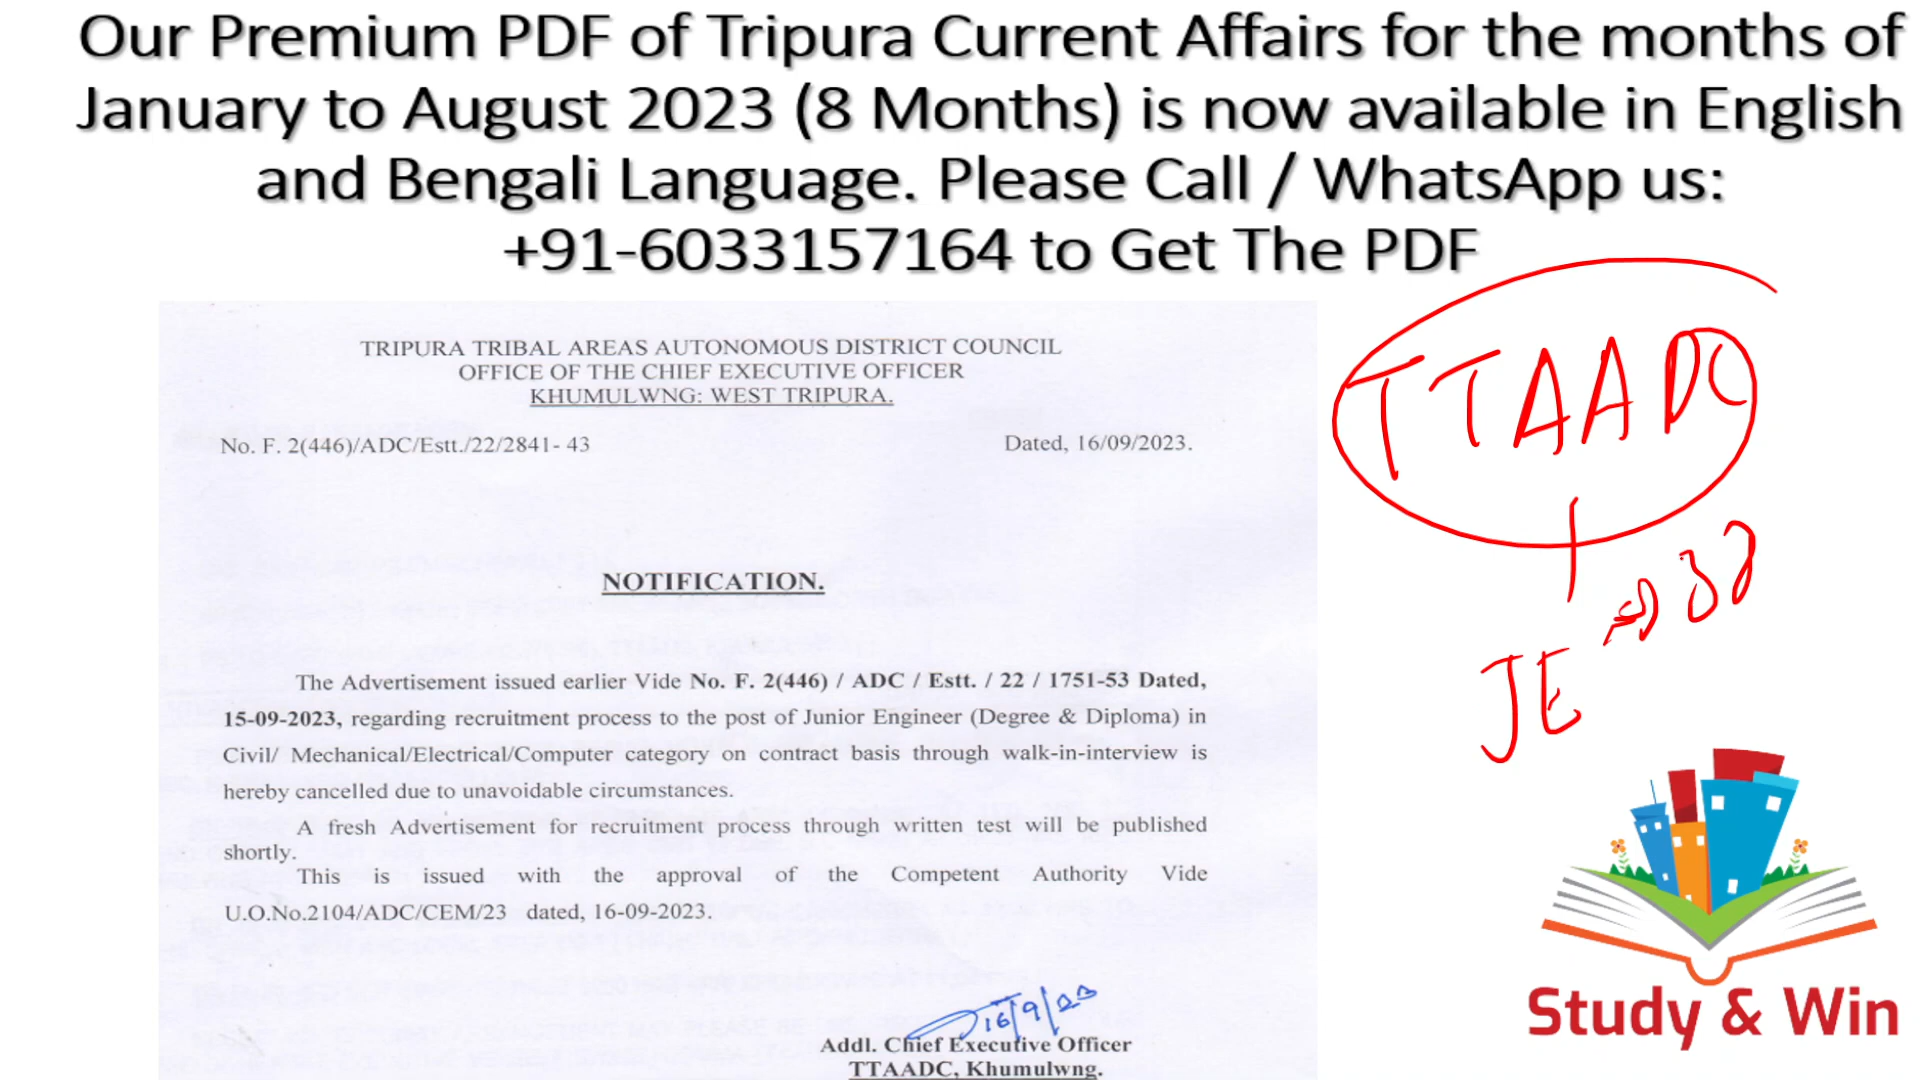 Our Premium PDF of Tripura Current Affairs for the months of
January to August 2023 (8 Months) is now available in English
and Bengali Language. Please Call / WhatsApp us:
+91-6033157164 to Get The PDF
TRIPURA TRIBAL AREAS AUTONOMOUS DISTRICT COUNCIL
OFFICE OF THE CHIEF EXECUTIVE OFFICER
KHUMULWNG: WEST TRIPURA.
No. F. 2(446)/ADC/Estt./22/2841- 43 Dated, 16/09/2023.
NOTIFICATION.
The Advertisement issued earlier Vide No. F. 2(446) / ADC / Estt. / 22 / 1751-53 Dated,
15-09-2023, regarding recruitment process to the post of Junior Engineer (Degree & Diploma) in
Civil/ Mechanical/Electrical/Computer category on contract basis through walk-in-interview is
hereby cancelled due to unavoidable circumstances.
A fresh Advertisement for recruitment process through written test will be published
shortly.
This is issued with the approval of the Competent Authority Vide
U.O.No.2104/ADC/CEM/23 dated, 16-09-2023.
16/9/23
Addl. Chief Executive Officer
TTAADC, Khumulwng.
TTAADC
JE
Study & Win